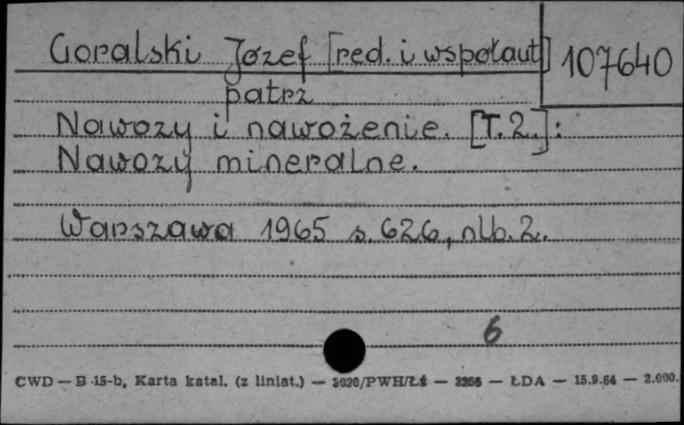 Goralski Józef [red. i współaut]
107640
patrz
Nawozy i nawożenie. [T.2.]:
Nawozy mineralne.
Warszawa 1965 s. 626, nlb. 2.
6
CWD — B 15-b, Karta katal. (z liniat.) — 3020/PWH/Łź — 3256 — ŁDA — 15.9.64 — 2.000.